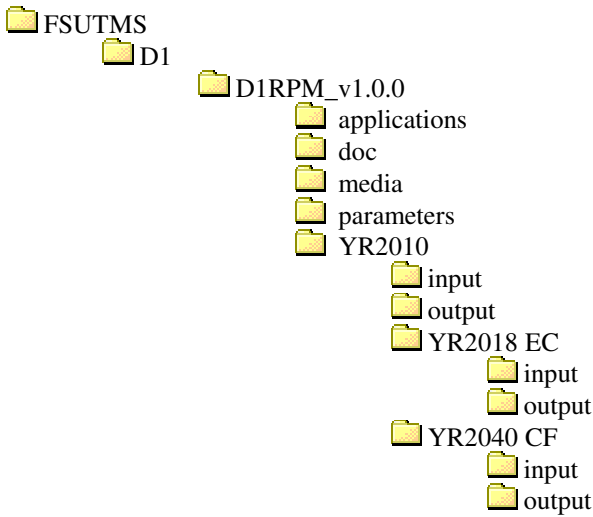 FSUTMS
D1
D1RPM_v1.0.0
applications
doc
media
parameters
YR2010
input
output
YR2018 EC
input
output
YR2040 CF
input
output